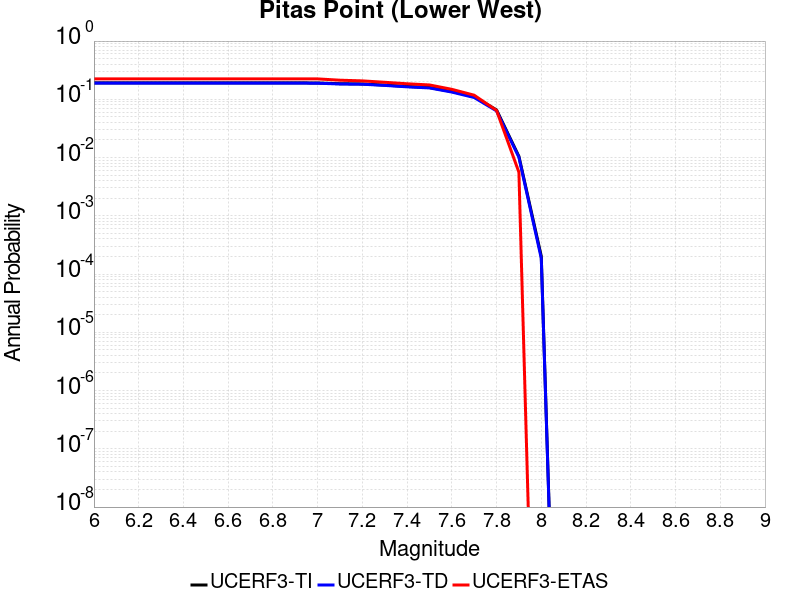 Pitas Point (Lower West)
10^0
10^-1
10^-2
10^-3
10^-4
10^-5
10^-6
10^-7
10^-8
Annual Probability
6 6.2 6.4 6.6 6.8 7 7.2 7.4 7.6 7.8 8 8.2 8.4 8.6 8.8 9
Magnitude
UCERF3-TI UCERF3-TD UCERF3-ETAS